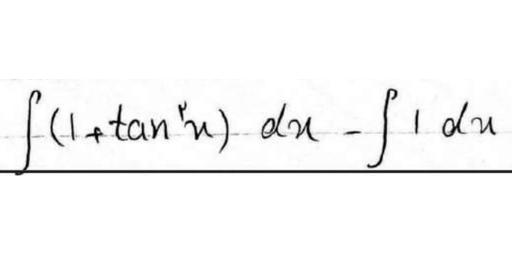 ∫(1+tan²x) dx - ∫1 dx